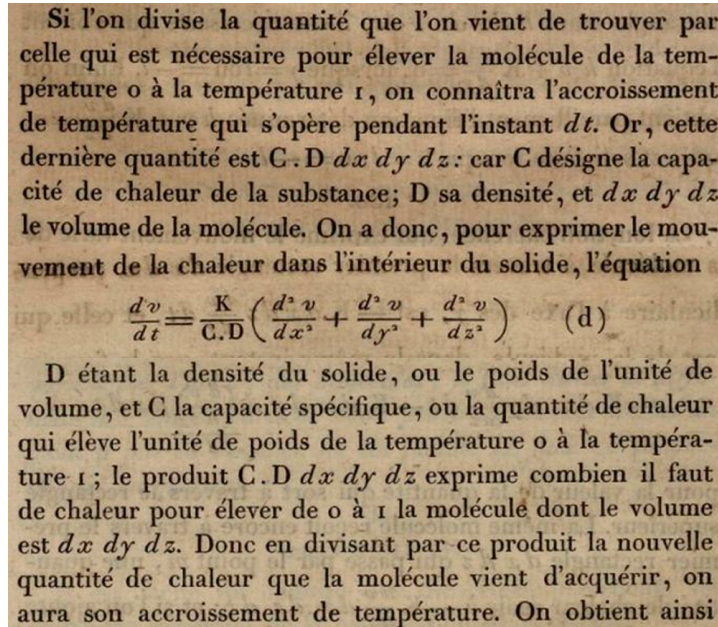 Si l'on divise la quantité que l'on vient de trouver par
celle qui est nécessaire pour élever la molécule de la tem-
pérature 0 à la température 1, on connaîtra l'accroissement
de température qui s'opère pendant l'instant dt. Or, cette
dernière quantité est C.D dx dy dz: car C désigne la capa-
cité de chaleur de la substance; D sa densité, et dx dy dz
le volume de la molécule. On a donc, pour exprimer le mou-
vement de la chaleur dans l'intérieur du solide, l'équation
dv/dt = K/C.D (d²v/dx² + d²v/dy² + d²v/dz²) (d)
D étant la densité du solide, ou le poids de l'unité de
volume, et C la capacité spécifique, ou la quantité de chaleur
qui élève l'unité de poids de la température 0 à la tempéra-
ture 1; le produit C.D dx dy dz exprime combien il faut
de chaleur pour élever de 0 à 1 la molécule dont le volume
est dx dy dz. Donc en divisant par ce produit la nouvelle
quantité de chaleur que la molécule vient d'acquérir, on
aura son accroissement de température. On obtient ainsi